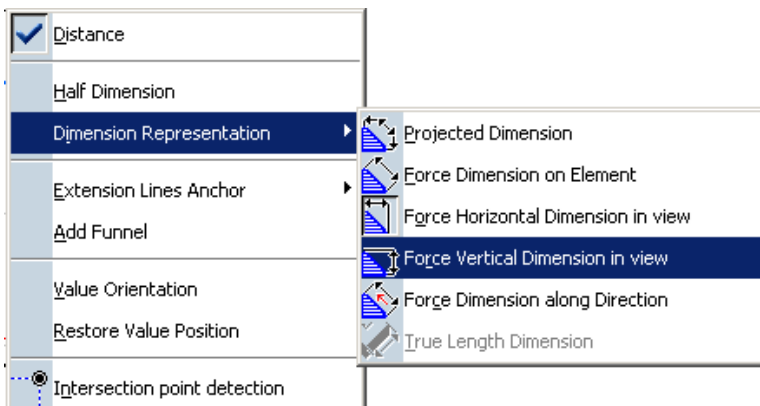 Distance
Half Dimension
Dimension Representation
Extension Lines Anchor
Add Funnel
Value Orientation
Restore Value Position
Intersection point detection
Projected Dimension
Force Dimension on Element
Force Horizontal Dimension in view
Force Vertical Dimension in view
Force Dimension along Direction
True Length Dimension